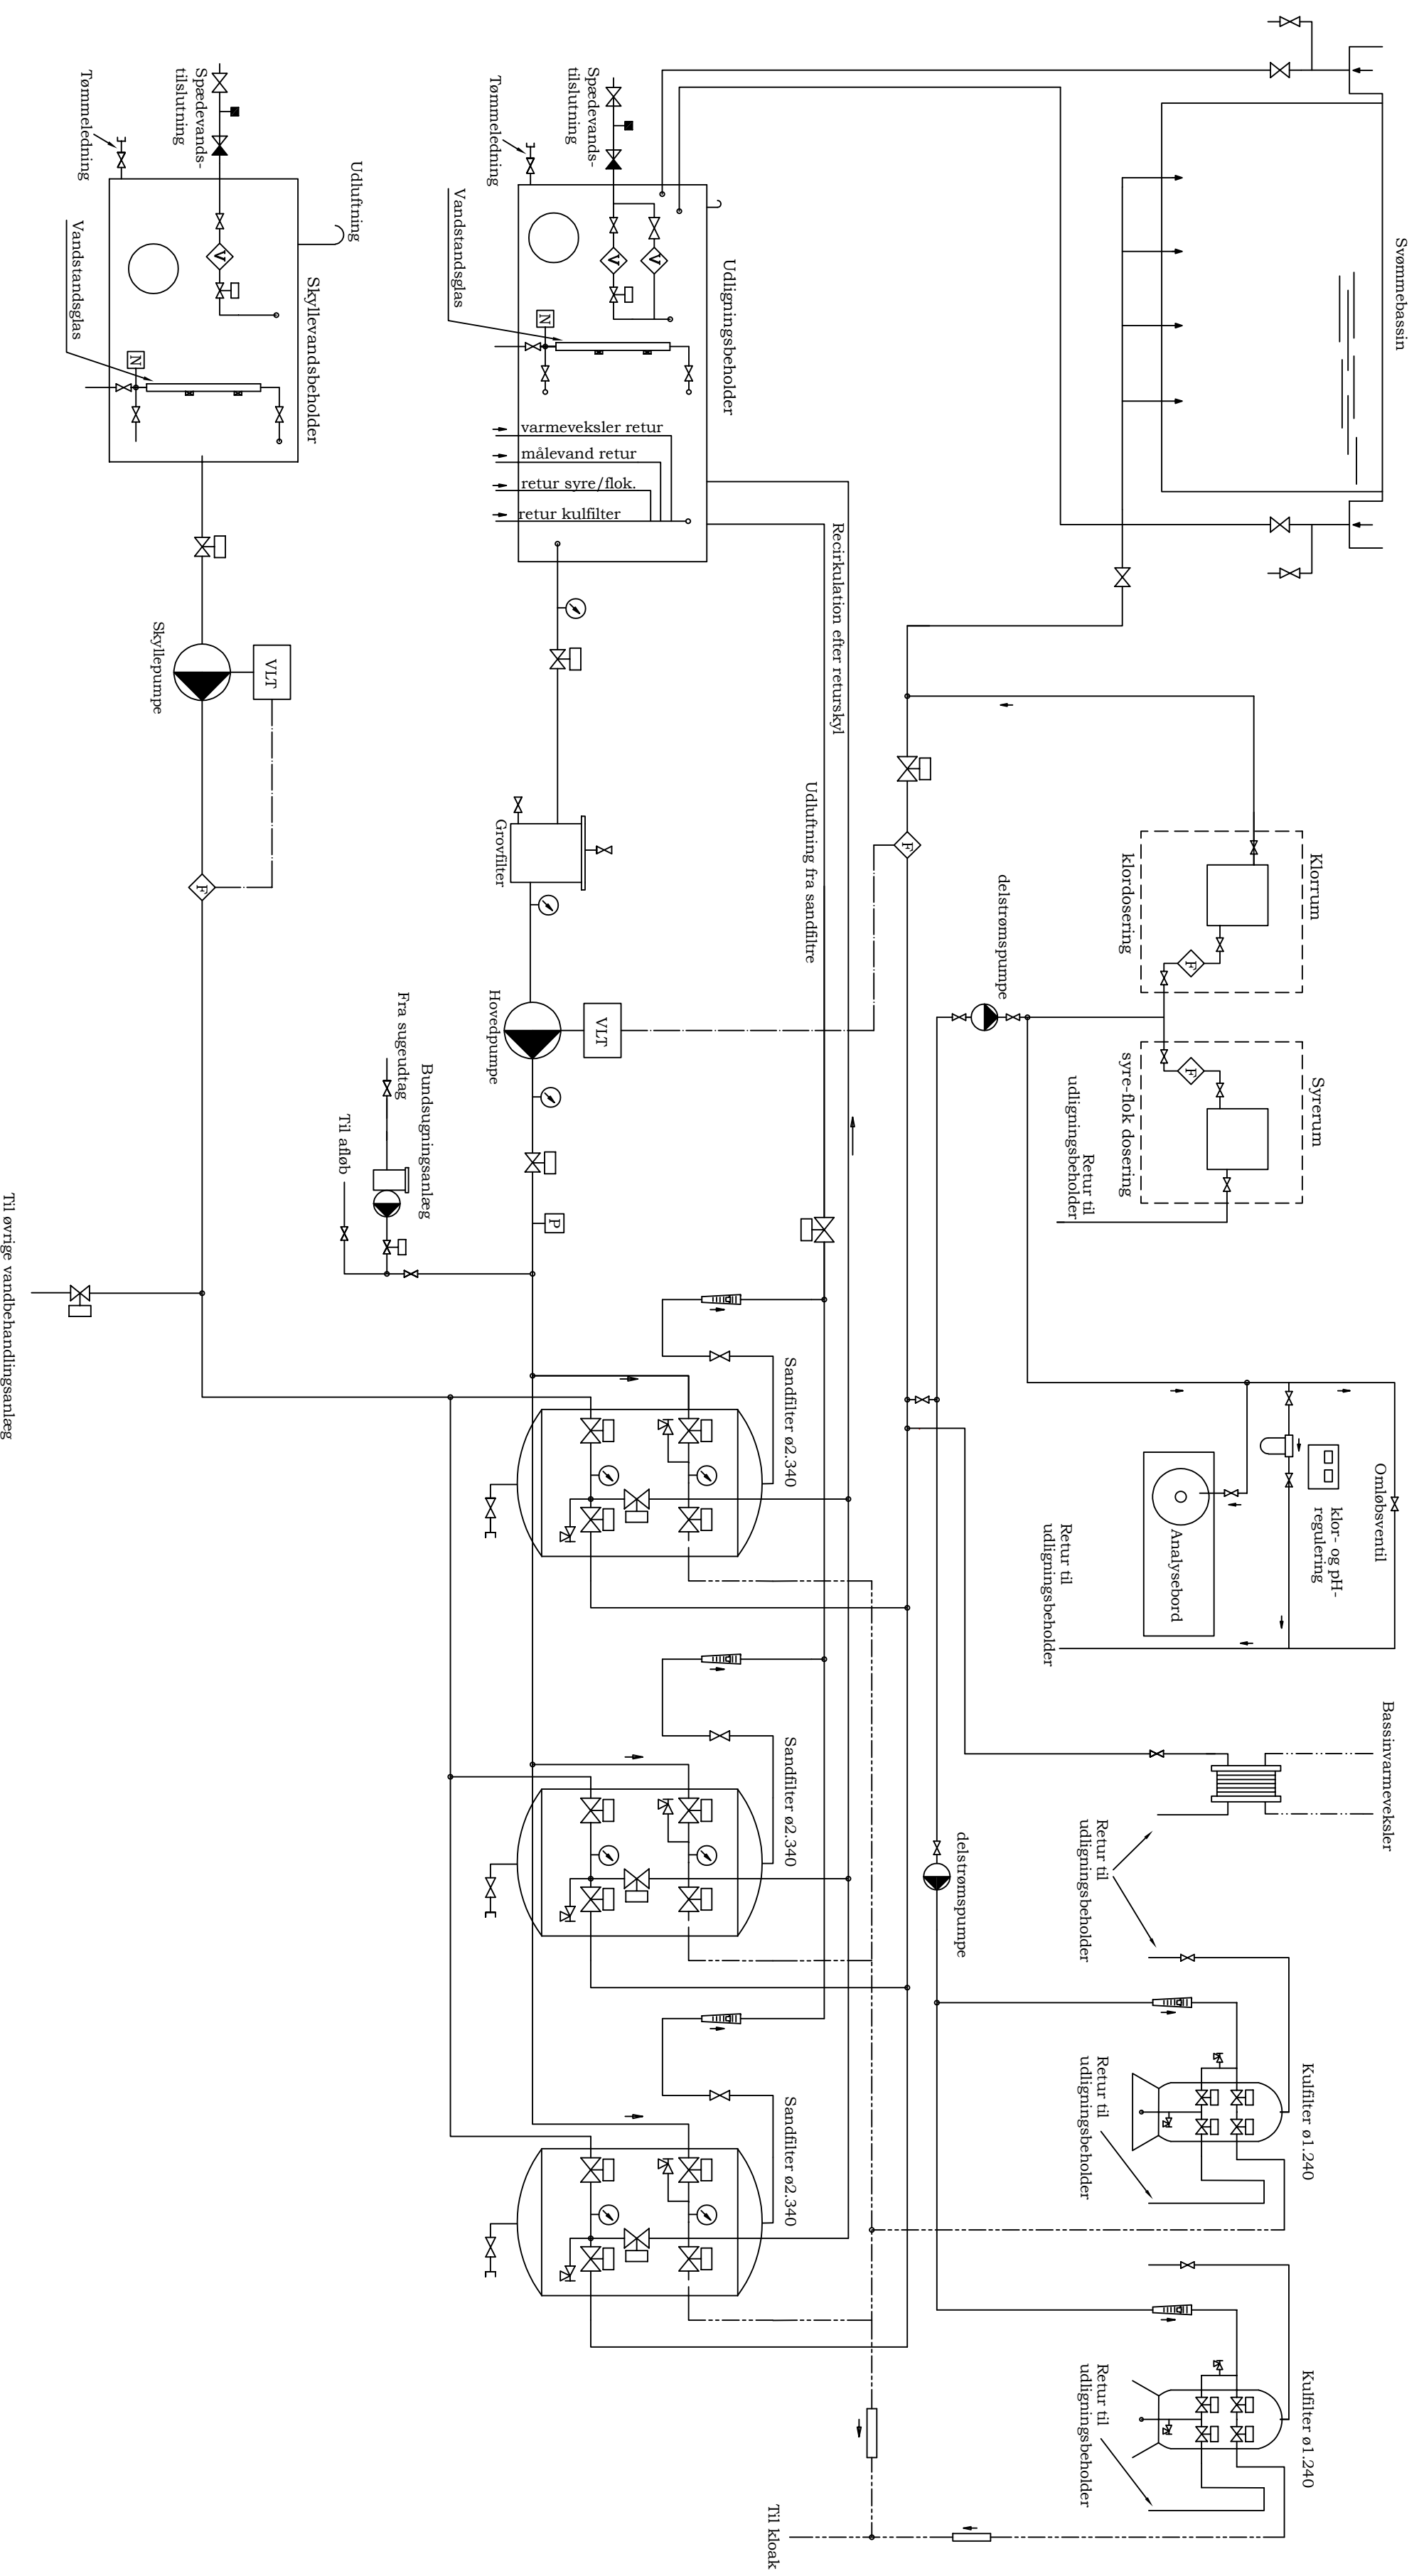 Svømmebassin
Klorrum
klordosering
Syrerum
syre-flok dosering
Retur til
udligningsbeholder
delstrømspumpe
F
F
Omløbsventil
klor- og pH-
regulering
Analysebord
Retur til
udligningsbeholder
Bassinvarmeveksler
Retur til
udligningsbeholder
delstrømspumpe
Kulfilter ø1.240
Retur til
udligningsbeholder
Kulfilter ø1.240
Retur til
udligningsbeholder
F
Recirkulation efter returskyl
Udluftning fra sandfiltre
Udligningsbeholder
Spædevands-
tilslutning
Tømmeledning
Vandstandsglas
V
V
N
varmeveksler retur
målevand retur
retur syre/flok.
retur kulfilter
Grovfilter
VLT
Hovedpumpe
P
Bundsugningsanlæg
Fra sugeudtag
Til afløb
Sandfilter ø2.340
Sandfilter ø2.340
Sandfilter ø2.340
Til kloak
Udluftning
Skyllevandsbeholder
Spædevands-
tilslutning
Tømmeledning
Vandstandsglas
V
N
VLT
Skyllepumpe
F
Til øvrige vandbehandlingsanlæg